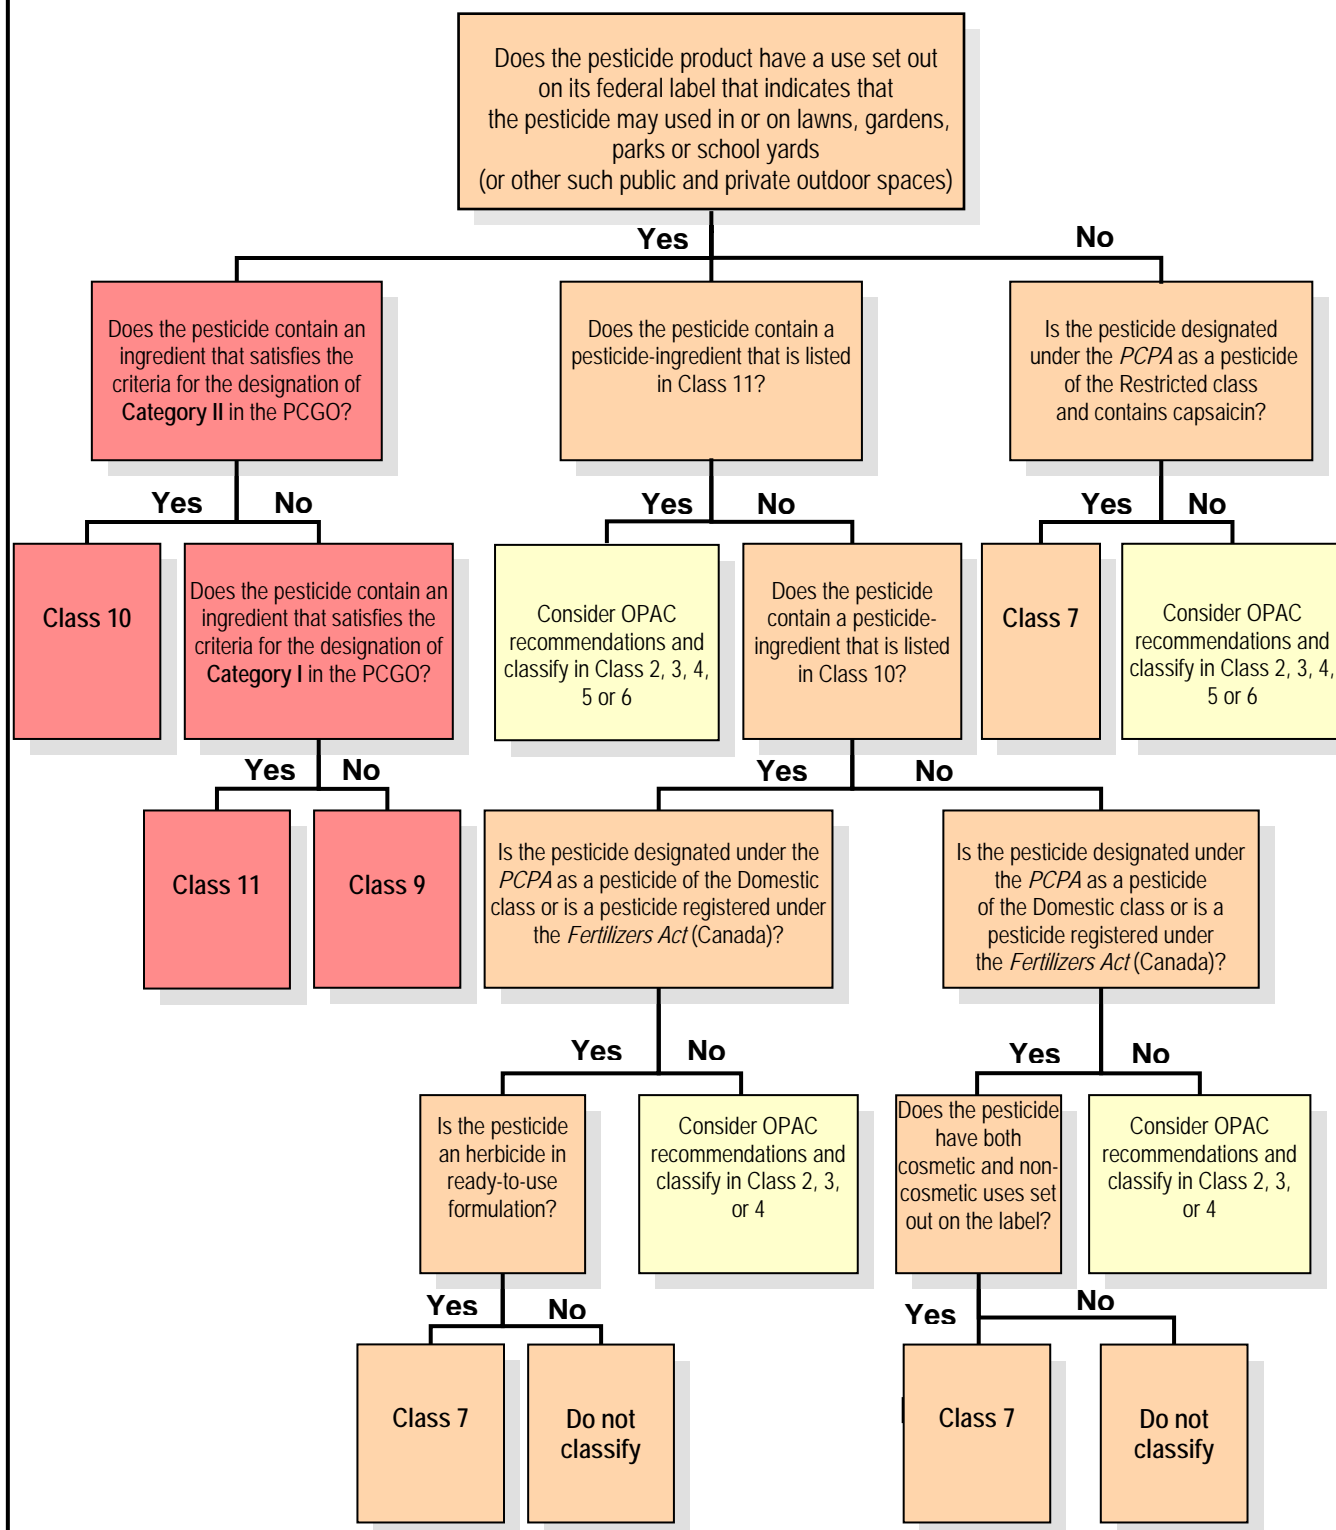 Does the pesticide product have a use set out
on its federal label that indicates that
the pesticide may used in or on lawns, gardens,
parks or school yards
(or other such public and private outdoor spaces)
Yes
No
Does the pesticide contain an
ingredient that satisfies the
criteria for the designation of
Category II in the PCGO?
Does the pesticide contain a
pesticide-ingredient that is listed
in Class 11?
Is the pesticide designated
under the PCPA as a pesticide
of the Restricted class
and contains capsaicin?
Yes
No
Yes
No
Yes
No
Class 10
Does the pesticide contain an
ingredient that satisfies the
criteria for the designation of
Category I in the PCGO?
Consider OPAC
recommendations and
classify in Class 2, 3, 4,
5 or 6
Does the pesticide
contain a pesticide-
ingredient that is listed
in Class 10?
Class 7
Consider OPAC
recommendations and
classify in Class 2, 3, 4,
5 or 6
Yes
No
Yes
No
Class 11
Class 9
Is the pesticide designated under the
PCPA as a pesticide of the Domestic
class or is a pesticide registered under
the Fertilizers Act (Canada)?
Is the pesticide designated under
the PCPA as a pesticide
of the Domestic class or is a
pesticide registered under
the Fertilizers Act (Canada)?
Yes
No
Yes
No
Is the pesticide
an herbicide in
ready-to-use
formulation?
Consider OPAC
recommendations and
classify in Class 2, 3,
or 4
Does the pesticide
have both
cosmetic and non-
cosmetic uses set
out on the label?
Consider OPAC
recommendations and
classify in Class 2, 3,
or 4
Yes
No
Yes
No
Class 7
Do not
classify
Class 7
Do not
classify